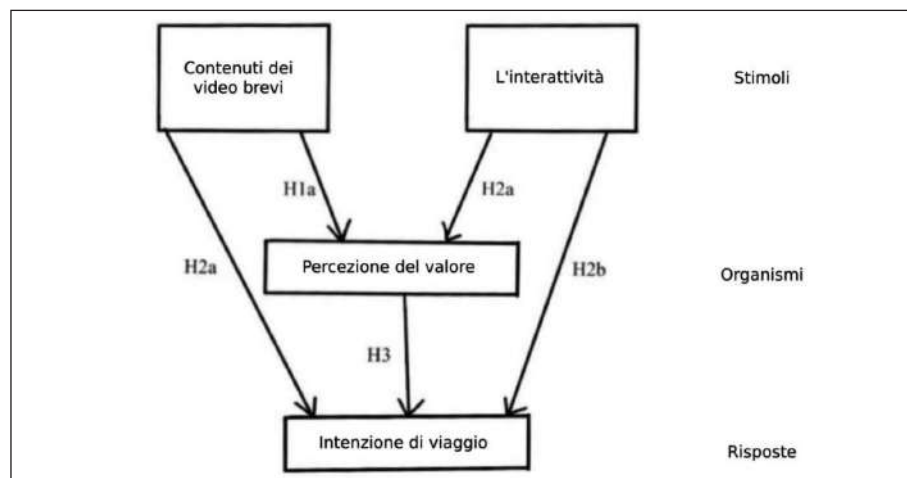 Contenuti dei
video brevi
L'interattività
Stimoli
H1a
H2a
Percezione del valore
H2a
H2b
Organismi
H3
Intenzione di viaggio
Risposte